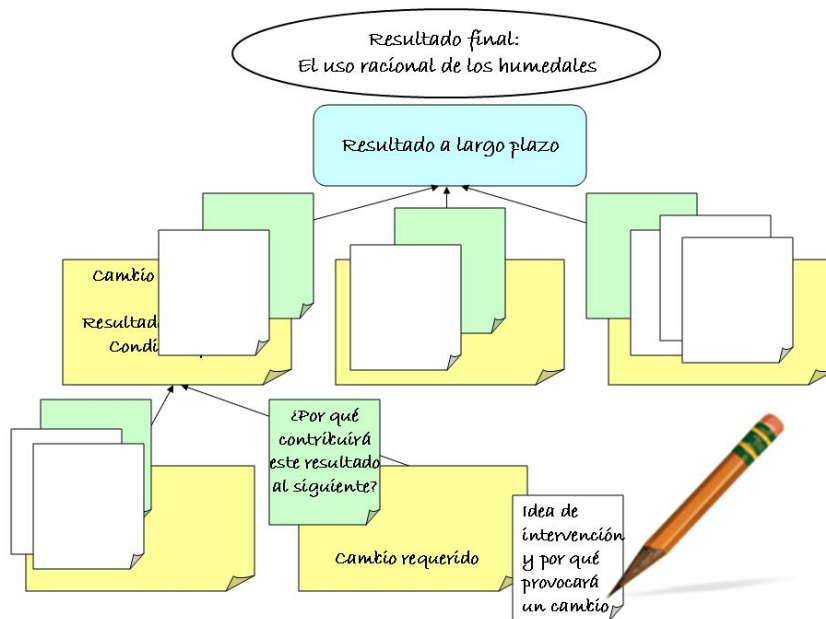 Resultado final:
El uso racional de los humedales
Resultado a largo plazo
Cambio
Resultad
Condi
¿Por qué
contribuirá
este resultado
al siguiente?
Cambio requerido
Idea de
intervención
y por qué
provocará
un cambio